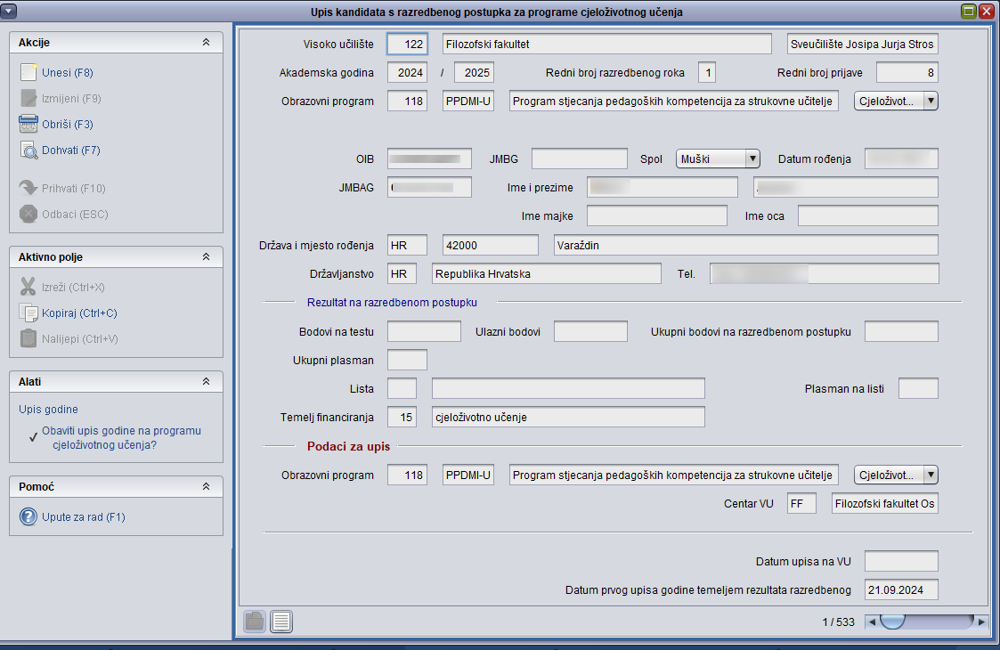 Upis kandidata s razredbenog postupka za programe cjeloživotnog učenja
Akcije
Unesi (F8)
Izmijeni (F9)
Obriši (F3)
Dohvati (F7)
Prihvati (F10)
Odbaci (ESC)
Aktivno polje
Izreži (Ctrl+X)
Kopiraj (Ctrl+C)
Nalijepi (Ctrl+V)
Alati
Upis godine
Obaviti upis godine na programu
cjeloživotnog učenja?
Pomoć
Upute za rad (F1)
Visoko učilište 122 Filozofski fakultet Sveučilište Josipa Jurja Stros
Akademska godina 2024 / 2025 Redni broj razredbenog roka 1 Redni broj prijave 8
Obrazovni program 118 PPDMI-U Program stjecanja pedagoških kompetencija za strukovne učitelje Cjeloživot...
OIB JMBG Spol Muški Datum rođenja
JMBAG Ime i prezime
Ime majke Ime oca
Država i mjesto rođenja HR 42000 Varaždin
Državljanstvo HR Republika Hrvatska Tel.
Rezultat na razredbenom postupku
Bodovi na testu Ulazni bodovi Ukupni bodovi na razredbenom postupku
Ukupni plasman
Lista Plasman na listi
Temelj financiranja 15 cjeloživotno učenje
Podaci za upis
Obrazovni program 118 PPDMI-U Program stjecanja pedagoških kompetencija za strukovne učitelje Cjeloživot...
Centar VU FF Filozofski fakultet Os
Datum upisa na VU
Datum prvog upisa godine temeljem rezultata razredbenog 21.09.2024
1 / 533